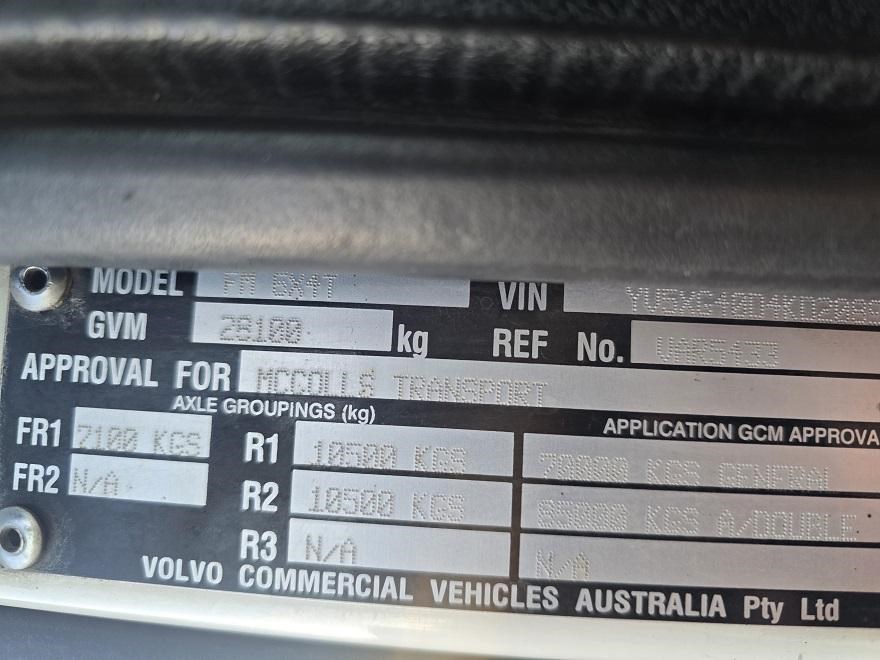 MODEL FM 6X4T VIN
GVM 28100 kg REF No.
APPROVAL FOR MCCOLLS TRANSPORT
AXLE GROUPINGS (kg)
APPLICATION GCM
FR1 7100 KGS R1 10500 KGS 70000 KGS GENERAL
FR2 N/A R2 10500 KGS KGS A/DOUBLE
R3 N/A N/A
VOLVO COMMERCIAL VEHICLES AUSTRALIA Pty Ltd